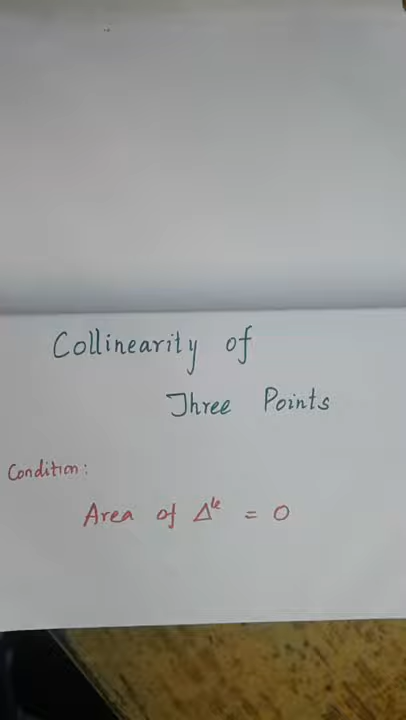 Collinearity of
Three Points
Condition:
Area of Δle = 0